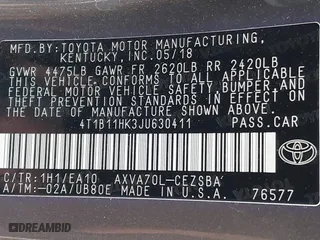 MFD. BY: TOYOTA MOTOR MANUFACTURING,
KENTUCKY, INC. 05/18
GVWR 4475LB GAWR FR 2620LB RR 2420LB
THIS VEHICLE CONFORMS TO ALL APPLICABLE
FEDERAL MOTOR VEHICLE SAFETY, BUMPER, AND
THEFT PREVENTION STANDARDS IN EFFECT ON
THE DATE OF MANUFACTURE SHOWN ABOVE.
4T1B11HK3JU630411 PASS.CAR
TOYOTA
C/TR:1H1/EA10 AXVA70L-CEZSBA
A/TM:-02A/UB80E MADE IN U.S.A. 76577